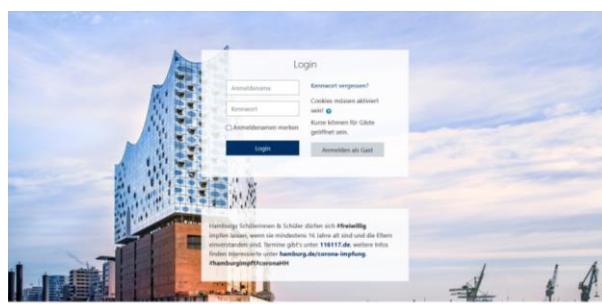 Login
Anmeldename
Kennwort
Anmeldenamen merken
Login
Kennwort vergessen?
Cookies müssen aktiviert
sein!
Kurse können für Gäste
geöffnet sein.
Anmelden als Gast
Hamburgs Schülerinnen & Schüler dürfen sich #freiwillig
impfen lassen, wenn sie mindestens 16 Jahre alt sind und die Eltern
einverstanden sind. Termine gibt's unter 116117.de, weitere Infos
finden Interessierte unter hamburg.de/corona-impfung.
#hamburgimpft #coronaHH